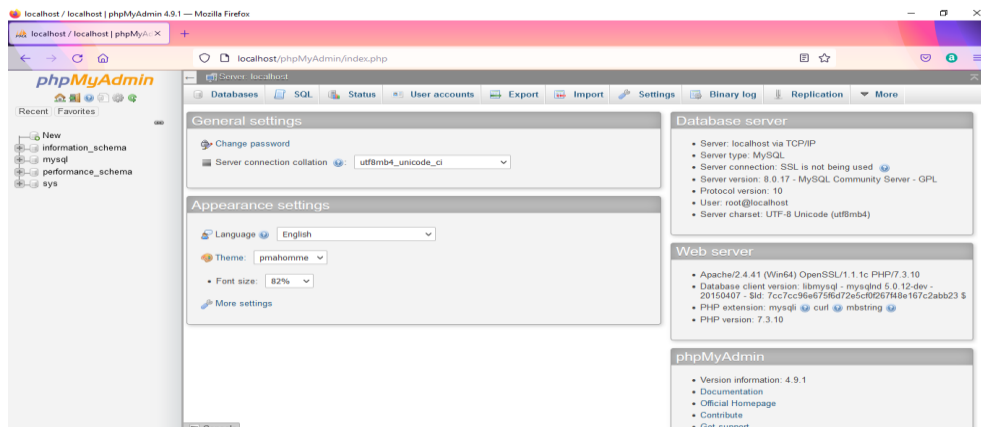 localhost / localhost | phpMyAdmin 4.9.1 — Mozilla Firefox
localhost / localhost | phpMyAd
localhost/phpMyAdmin/index.php
phpMyAdmin
Recent Favorites
New
information_schema
mysql
performance_schema
sys
Server: localhost
Databases SQL Status User accounts Export Import Settings Binary log Replication More
General settings
Change password
Server connection collation : utf8mb4_unicode_ci
Appearance settings
Language English
Theme: pmahomme
Font size: 82%
More settings
Database server
Server: localhost via TCP/IP
Server type: MySQL
Server connection: SSL is not being used
Server version: 8.0.17 - MySQL Community Server - GPL
Protocol version: 10
User: root@localhost
Server charset: UTF-8 Unicode (utf8mb4)
Web server
Apache/2.4.41 (Win64) OpenSSL/1.1.1c PHP/7.3.10
Database client version: libmysql - mysqlnd 5.0.12-dev -
20150407 - $Id: 7cc7cc96e675f6d72e5cf0f267f48e167c2abb23 $
PHP extension: mysqli curl mbstring
PHP version: 7.3.10
phpMyAdmin
Version information: 4.9.1
Documentation
Official Homepage
Contribute
Get support